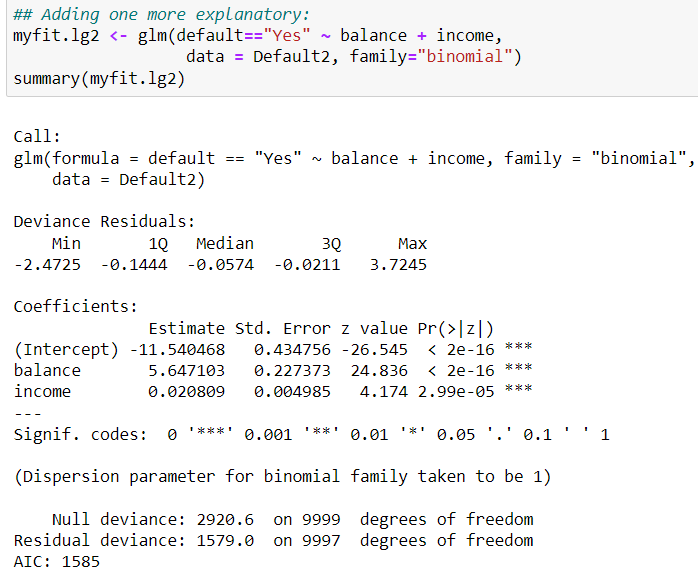 ## Adding one more explanatory:
myfit.lg2 <- glm(default=="Yes" ~ balance + income,
                 data = Default2, family="binomial")
summary(myfit.lg2)
Call:
glm(formula = default == "Yes" ~ balance + income, family = "binomial",
    data = Default2)
Deviance Residuals:
    Min       1Q   Median       3Q      Max
-2.4725  -0.1444  -0.0574  -0.0211   3.7245
Coefficients:
              Estimate Std. Error z value Pr(>|z|)
(Intercept) -11.540468   0.434756 -26.545  < 2e-16 ***
balance       5.647103   0.227373  24.836  < 2e-16 ***
income        0.020809   0.004985   4.174 2.99e-05 ***
---
Signif. codes:  0 '***' 0.001 '**' 0.01 '*' 0.05 '.' 0.1 ' ' 1
(Dispersion parameter for binomial family taken to be 1)
    Null deviance: 2920.6  on 9999  degrees of freedom
Residual deviance: 1579.0  on 9997  degrees of freedom
AIC: 1585